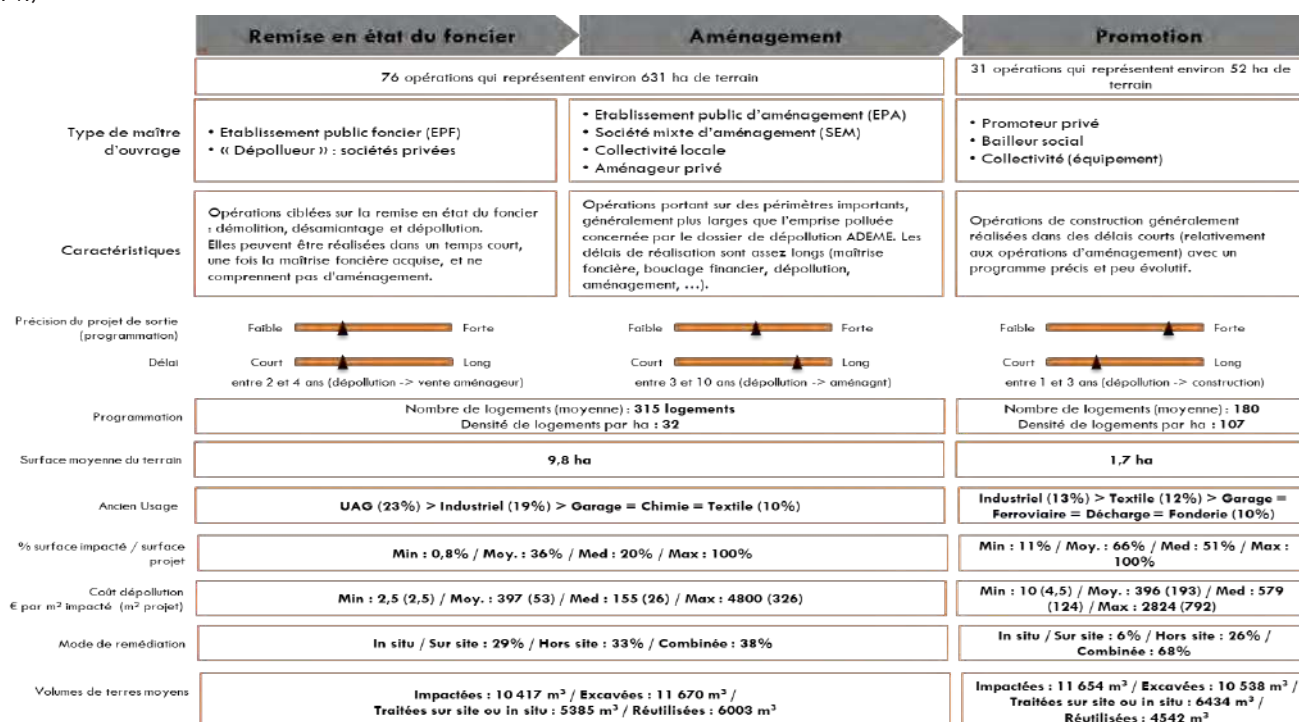 Remise en état du foncier
Aménagement
Promotion
76 opérations qui représentent environ 631 ha de terrain
31 opérations qui représentent environ 52 ha de
terrain
Type de maître
d'ouvrage
• Etablissement public foncier (EPF)
• « Dépollueur » : sociétés privées
• Etablissement public d'aménagement (EPA)
• Société mixte d'aménagement (SEM)
• Collectivité locale
• Aménageur privé
• Promoteur privé
• Bailleur social
• Collectivité (équipement)
Caractéristiques
Opérations ciblées sur la remise en état du foncier
: démolition, désamiantage et dépollution.
Elles peuvent être réalisées dans un temps court,
une fois la maîtrise foncière acquise, et ne
comprennent pas d'aménagement.
Opérations portant sur des périmètres importants,
généralement plus larges que l'emprise polluée
concernée par le dossier de dépollution ADEME. Les
délais de réalisation sont assez longs (maîtrise
foncière, bouclage financier, dépollution,
aménagement, ...).
Opérations de construction généralement
réalisées dans des délais courts (relativement
aux opérations d'aménagement) avec un
programme précis et peu évolutif.
Précision du projet de sortie
(programmation)
Faible Forte
Faible Forte
Faible Forte
Délai
Court Long
entre 2 et 4 ans (dépollution -> vente aménageur)
Court Long
entre 3 et 10 ans (dépollution -> aménagnt)
Court Long
entre 1 et 3 ans (dépollution -> construction)
Programmation
Nombre de logements (moyenne) : 315 logements
Densité de logements par ha : 32
Nombre de logements (moyenne) : 180
Densité de logements par ha : 107
Surface moyenne du terrain
9,8 ha
1,7 ha
Ancien Usage
UAG (23%) > Industriel (19%) > Garage = Chimie = Textile (10%)
Industriel (13%) > Textile (12%) > Garage =
Ferroviaire = Décharge = Fonderie (10%)
% surface impacté / surface
projet
Min : 0,8% / Moy. : 36% / Med : 20% / Max : 100%
Min : 11% / Moy. : 66% / Med : 51% / Max :
100%
Coût dépollution
€ par m² impacté (m² projet)
Min : 2,5 (2,5) / Moy. : 397 (53) / Med : 155 (26) / Max : 4800 (326)
Min : 10 (4,5) / Moy. : 396 (193) / Med : 579
(124) / Max : 2824 (792)
Mode de remédiation
In situ / Sur site : 29% / Hors site : 33% / Combinée : 38%
In situ / Sur site : 6% / Hors site : 26% /
Combinée : 68%
Volumes de terres moyens
Impactées : 10 417 m³ / Excavées : 11 670 m³ /
Traitées sur site ou in situ : 5385 m³ / Réutilisées : 6003 m³
Impactées : 11 654 m³ / Excavées : 10 538 m³ /
Traitées sur site ou in situ : 6434 m³ /
Réutilisées : 4542 m³